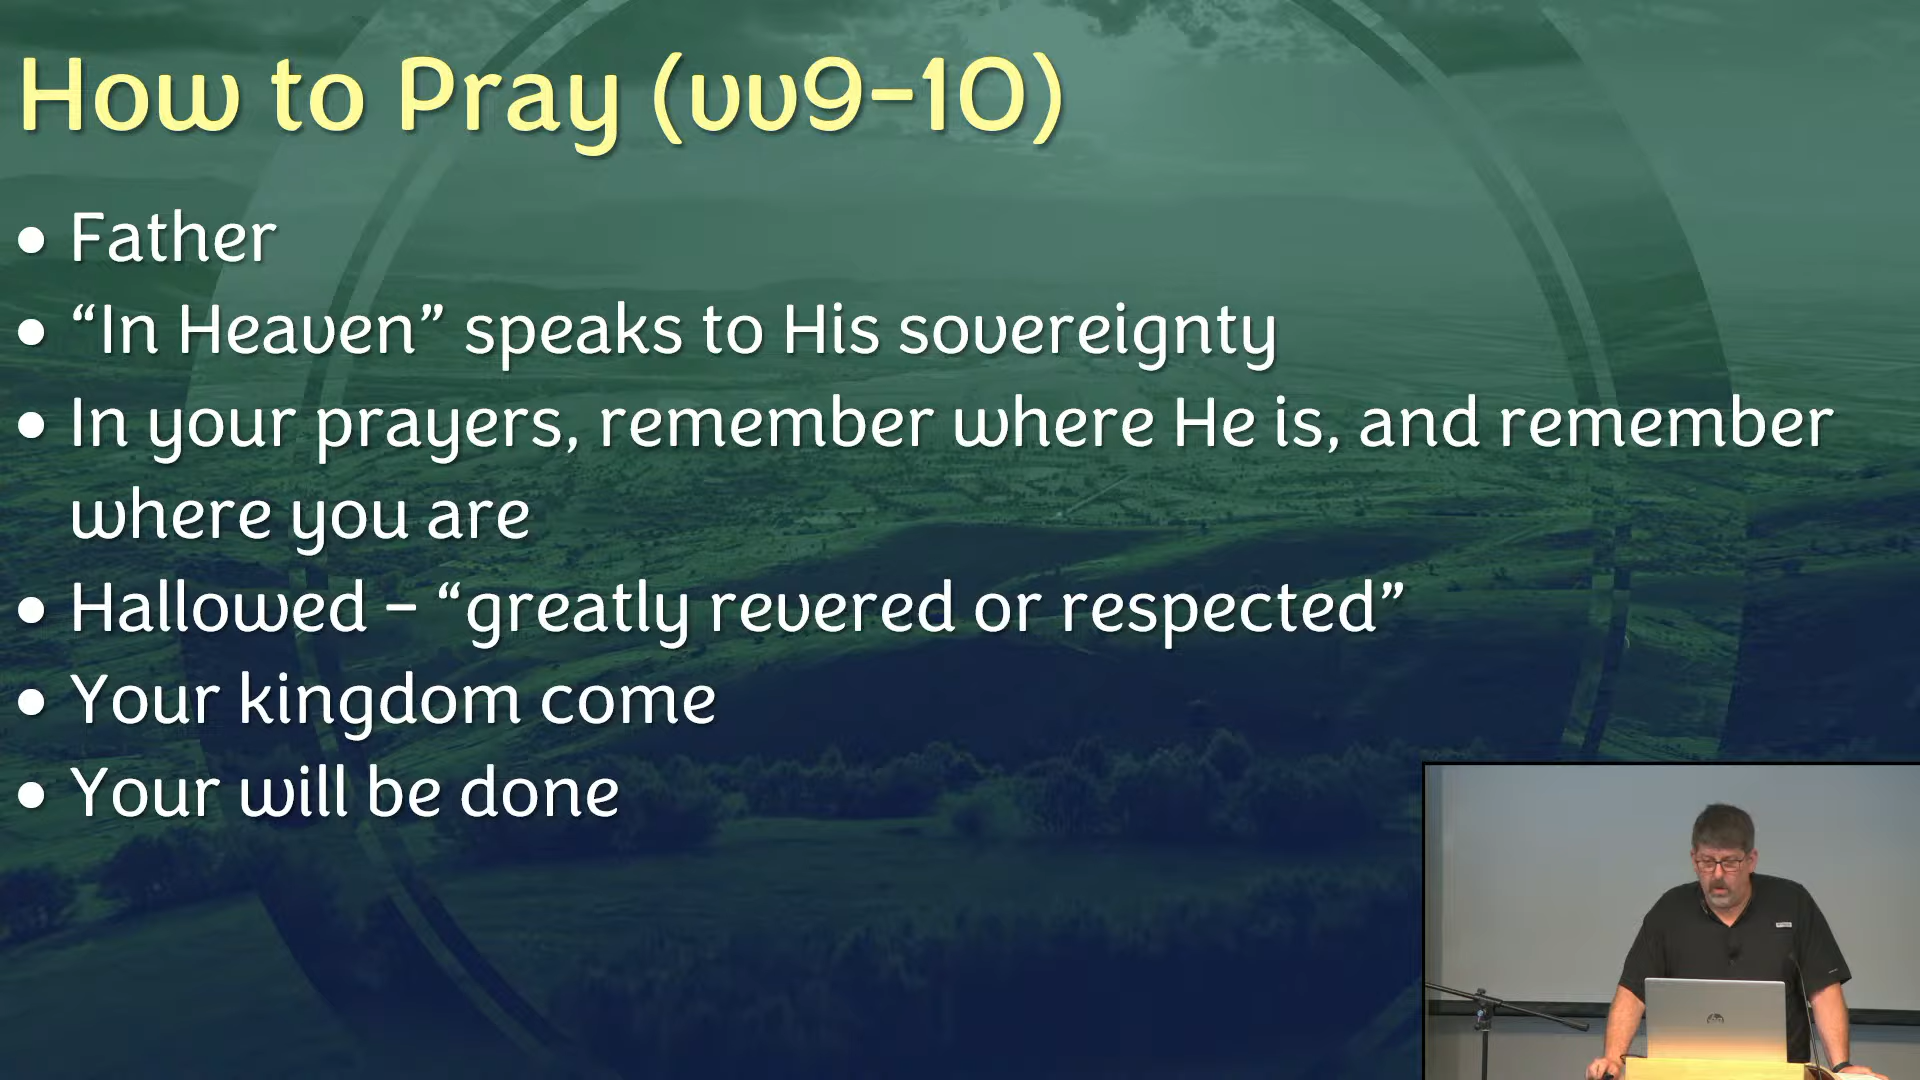 How to Pray (vv9-10)
• Father
• “In Heaven” speaks to His sovereignty
• In your prayers, remember where He is, and remember
where you are
• Hallowed – “greatly revered or respected”
• Your kingdom come
• Your will be done